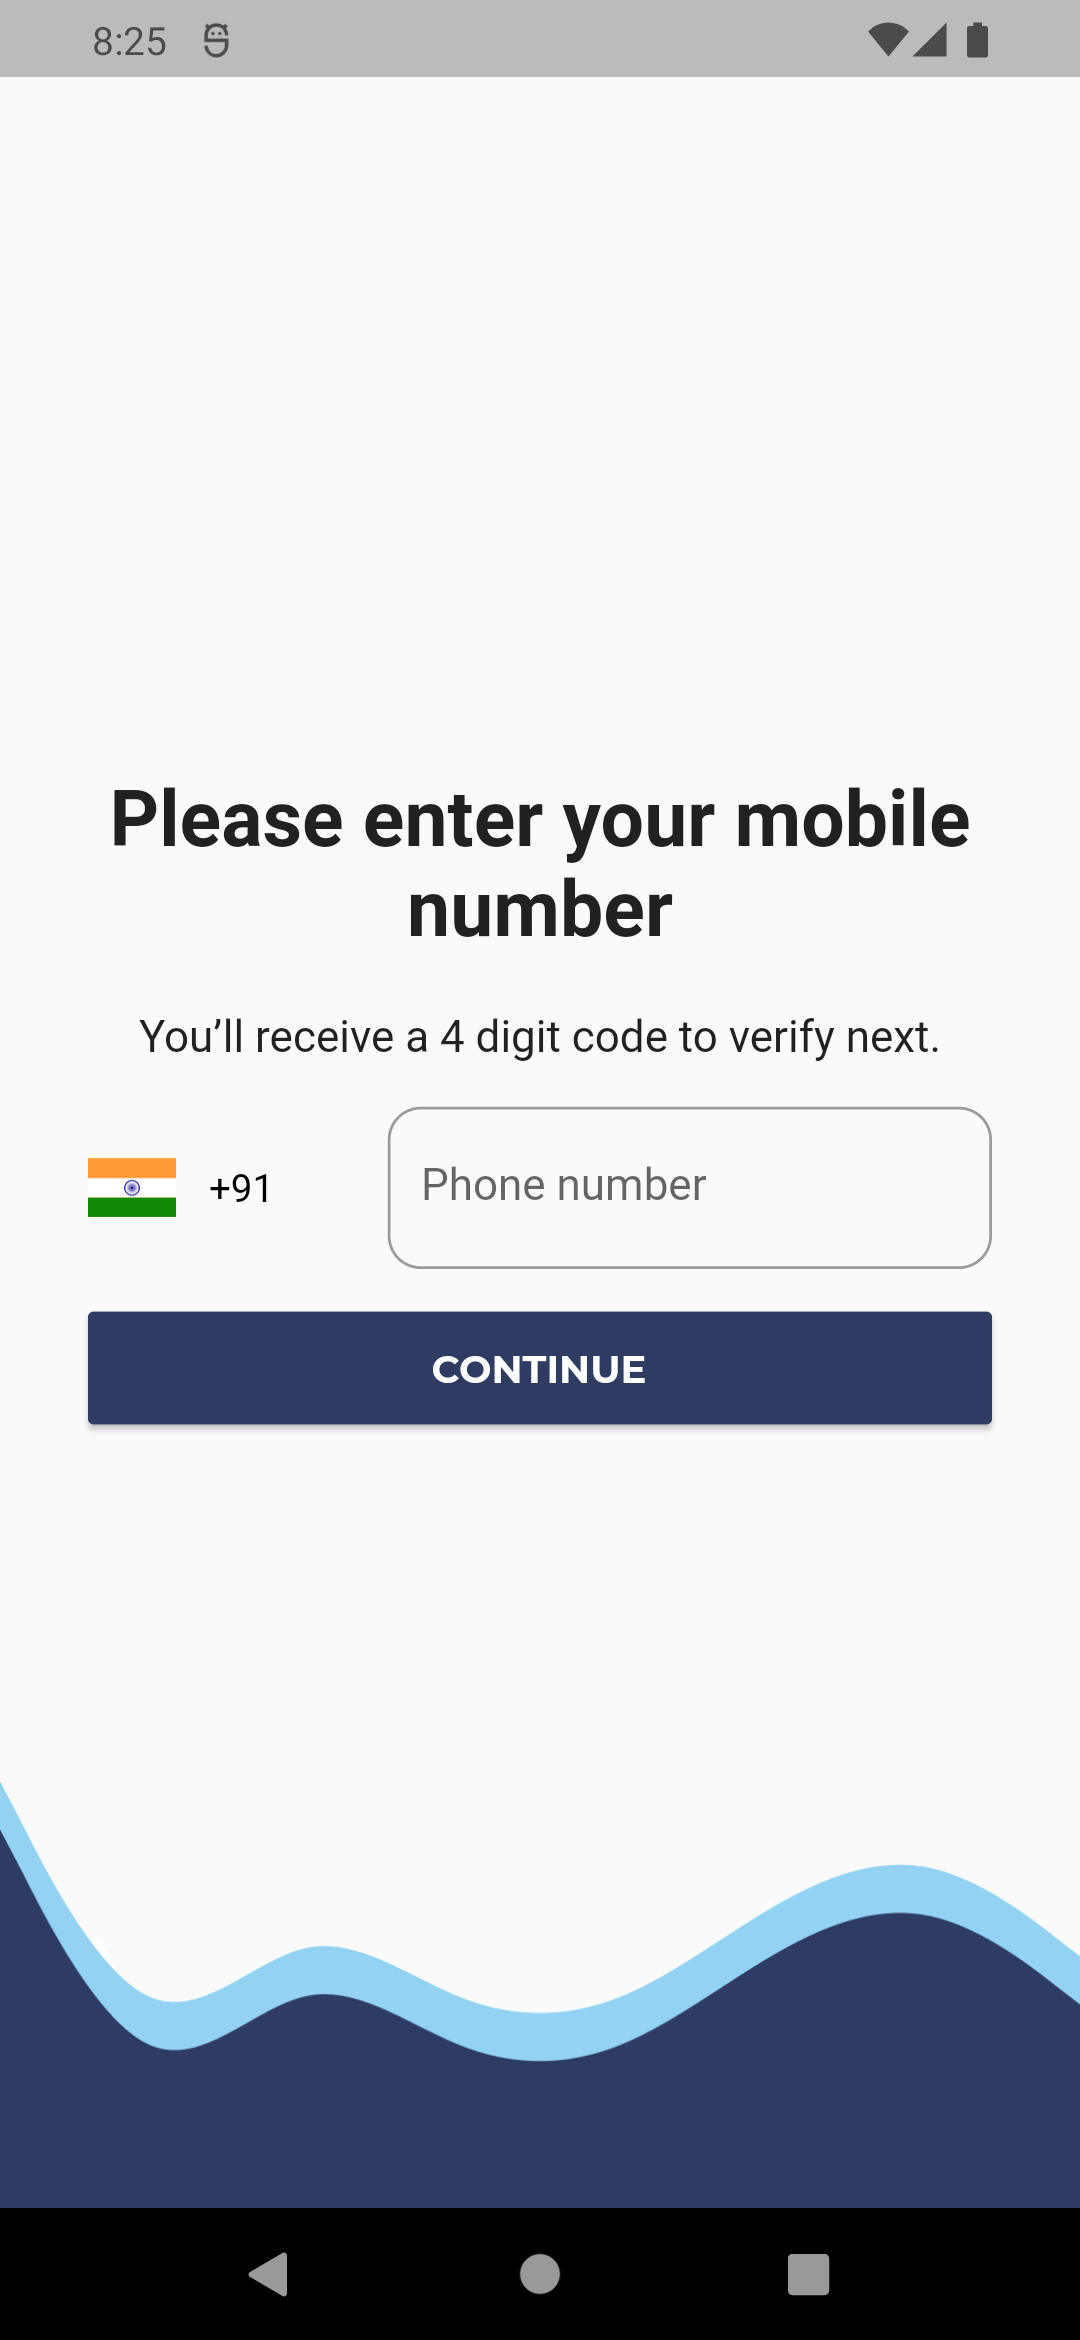 8:25
Please enter your mobile
number
You’ll receive a 4 digit code to verify next.
+91
Phone number
CONTINUE